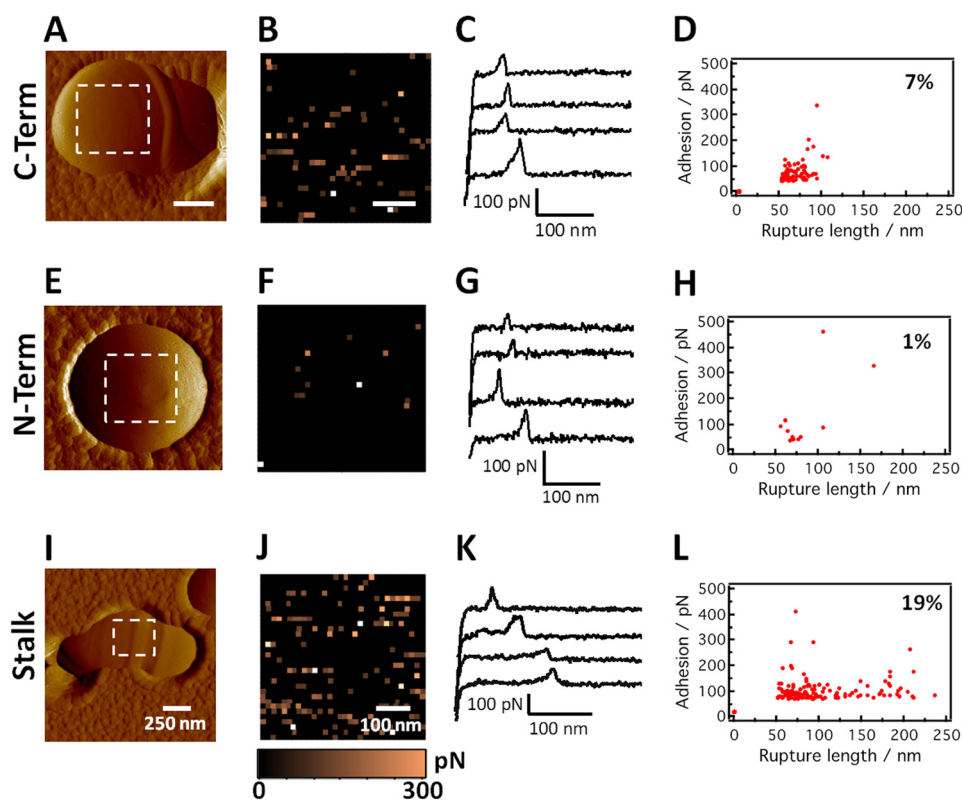 A
B
C
D
C-Term
100 pN
100 nm
Adhesion / pN
500
400
300
200
100
0
7%
0 50 100 150 200 250
Rupture length / nm
E
F
G
H
N-Term
100 pN
100 nm
Adhesion / pN
500
400
300
200
100
0
1%
0 50 100 150 200 250
Rupture length / nm
I
J
K
L
Stalk
250 nm
100 nm
100 pN
100 nm
Adhesion / pN
500
400
300
200
100
0
19%
0 50 100 150 200 250
Rupture length / nm
pN
0 300